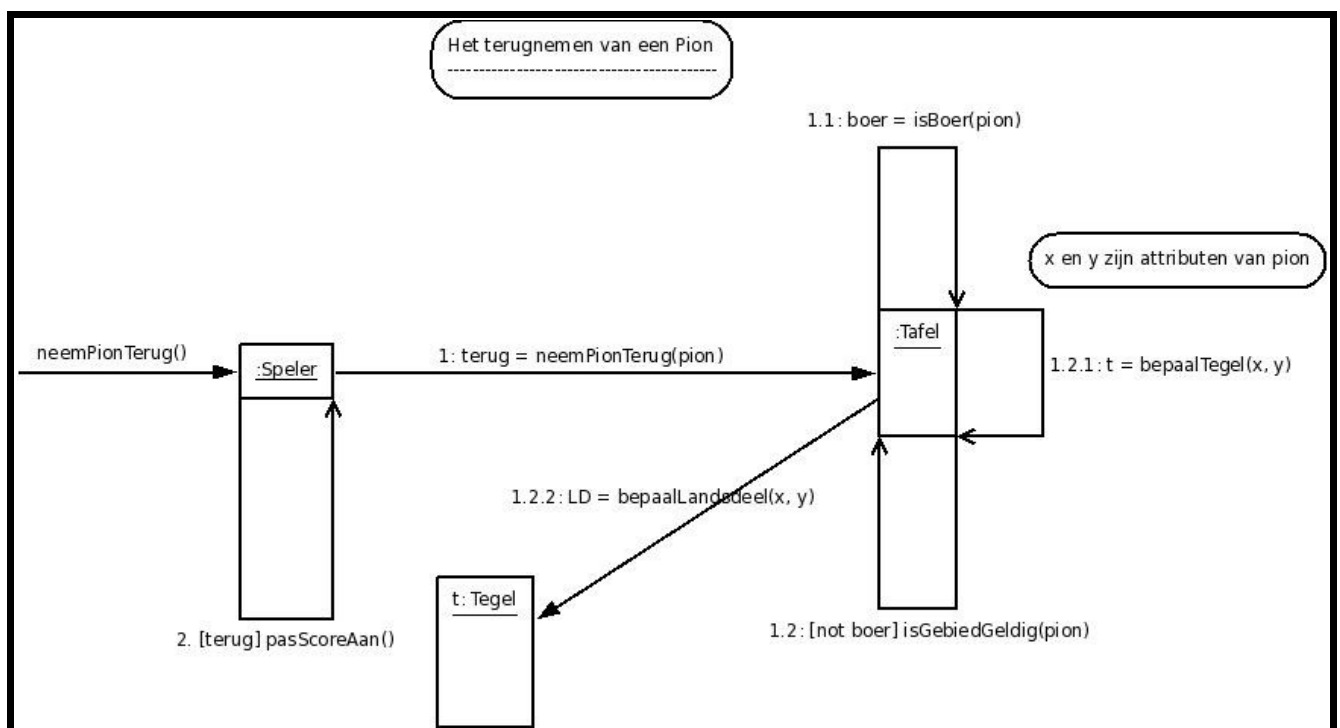 Het terugnemen van een Pion
--------------------------------------------
1.1: boer = isBoer(pion)
x en y zijn attributen van pion
neemPionTerug()
:Speler
1: terug = neemPionTerug(pion)
:Tafel
1.2.1: t = bepaalTegel(x, y)
1.2.2: LD = bepaalLandsdeel(x, y)
t: Tegel
2. [terug] pasScoreAan()
1.2: [not boer] isGebiedGeldig(pion)